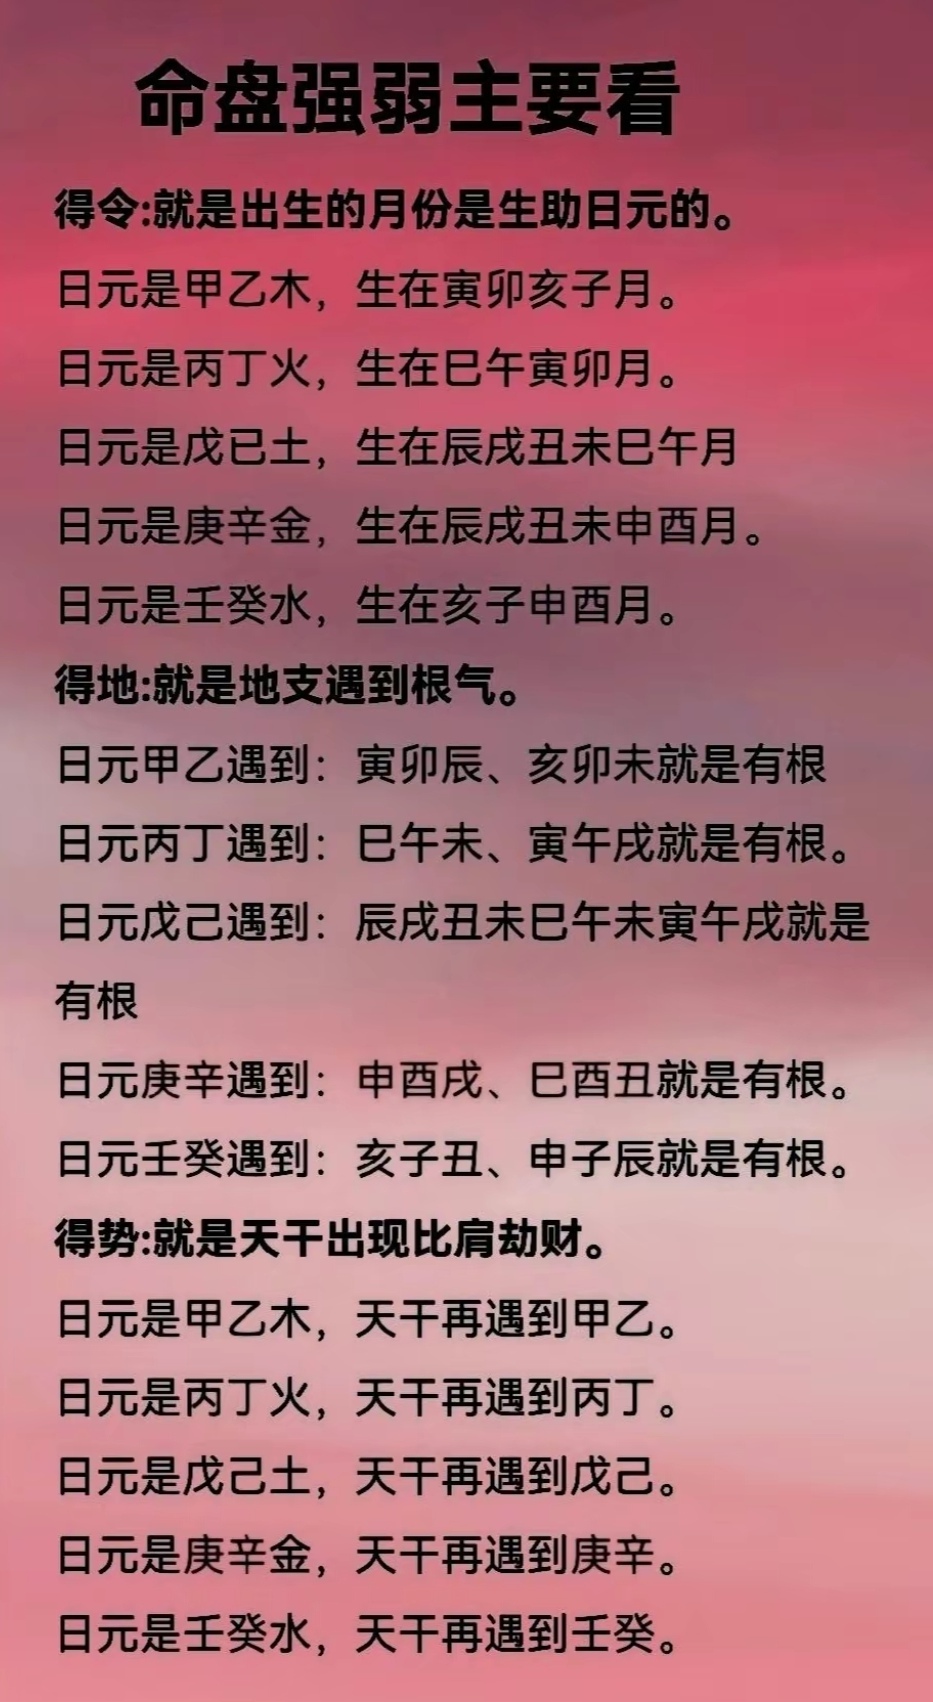 命盘强弱主要看
得令:就是出生的月份是生助日元的。
日元是甲乙木，生在寅卯亥子月。
日元是丙丁火，生在巳午寅卯月。
日元是戊已土，生在辰戌丑未巳午月
日元是庚辛金，生在辰戌丑未申酉月。
日元是壬癸水，生在亥子申酉月。
得地:就是地支遇到根气。
日元甲乙遇到：寅卯辰、亥卯未就是有根
日元丙丁遇到：巳午未、寅午戌就是有根。
日元戊己遇到：辰戌丑未巳午未寅午戌就是
有根
日元庚辛遇到：申酉戌、巳酉丑就是有根。
日元壬癸遇到：亥子丑、申子辰就是有根。
得势:就是天干出现比肩劫财。
日元是甲乙木，天干再遇到甲乙。
日元是丙丁火，天干再遇到丙丁。
日元是戊己土，天干再遇到戊己。
日元是庚辛金，天干再遇到庚辛。
日元是壬癸水，天干再遇到壬癸。